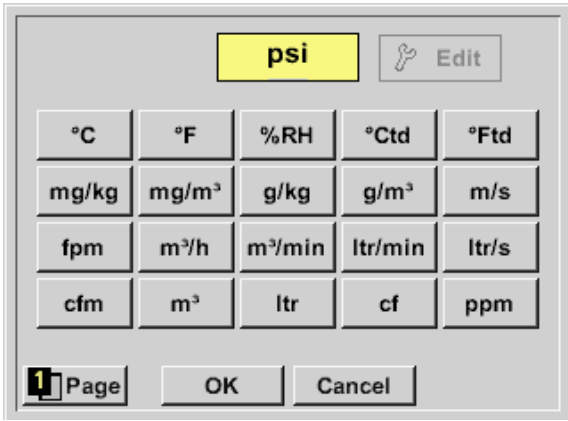 psi Edit
°C °F %RH °Ctd °Ftd
mg/kg mg/m³ g/kg g/m³ m/s
fpm m³/h m³/min ltr/min ltr/s
cfm m³ ltr cf ppm
1 Page OK Cancel